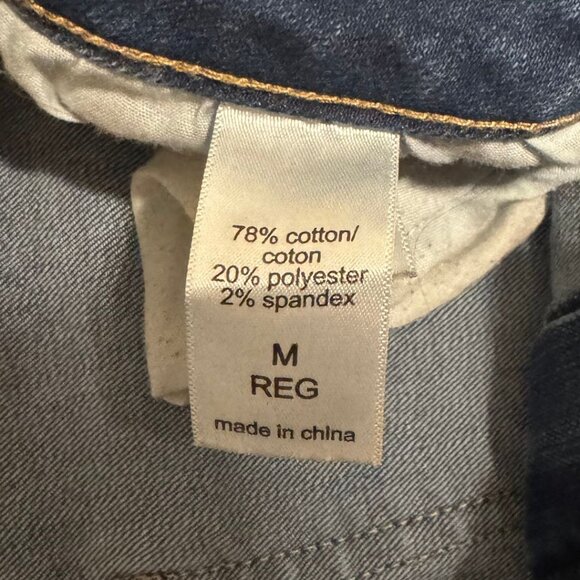 78% cotton/
coton
20% polyester
2% spandex
M
REG
made in china